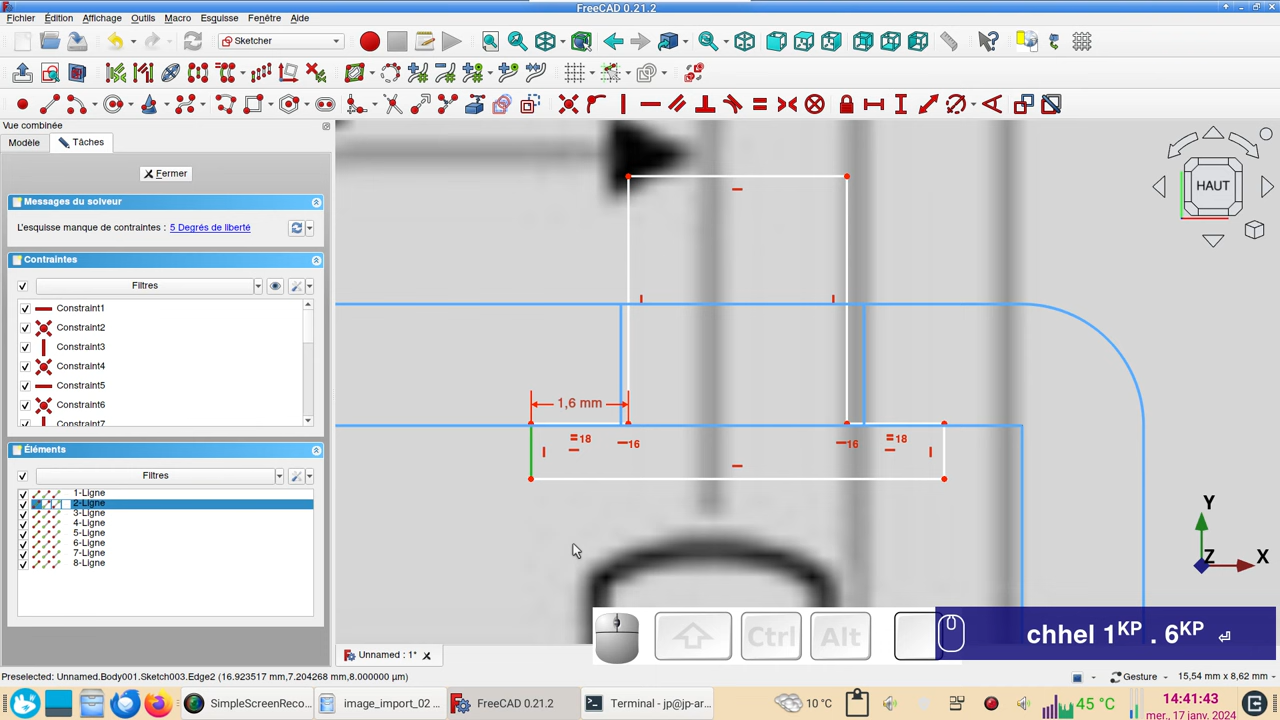 FreeCAD 0.21.2
Fichier Édition Affichage Outils Macro Esquisse Fenêtre Aide
Sketcher
Vue combinée
Modèle Tâches
Fermer
Messages du solveur
L'esquisse manque de contraintes : 5 Degrés de liberté
Contraintes
Filtres
Constraint1
Constraint2
Constraint3
Constraint4
Constraint5
Constraint6
Constraint7
Éléments
Filtres
1-Ligne
2-Ligne
3-Ligne
4-Ligne
5-Ligne
6-Ligne
7-Ligne
8-Ligne
HAUT
1,6 mm
18 16 16 18
Y
Z X
Ctrl Alt
chhel 1KP . 6KP ⏎
Unnamed : 1*
Preselected: Unnamed.Body001.Sketch003.Edge2 (16.923517 mm, 7.204268 mm, 8.000000 µm)
Gesture 15,54 mm x 8,62 mm
SimpleScreenReco... image_import_02 ... FreeCAD 0.21.2 Terminal - jp@jp-ar... 10 °C 45 °C
14:41:43
mer., 17 janv. 2024